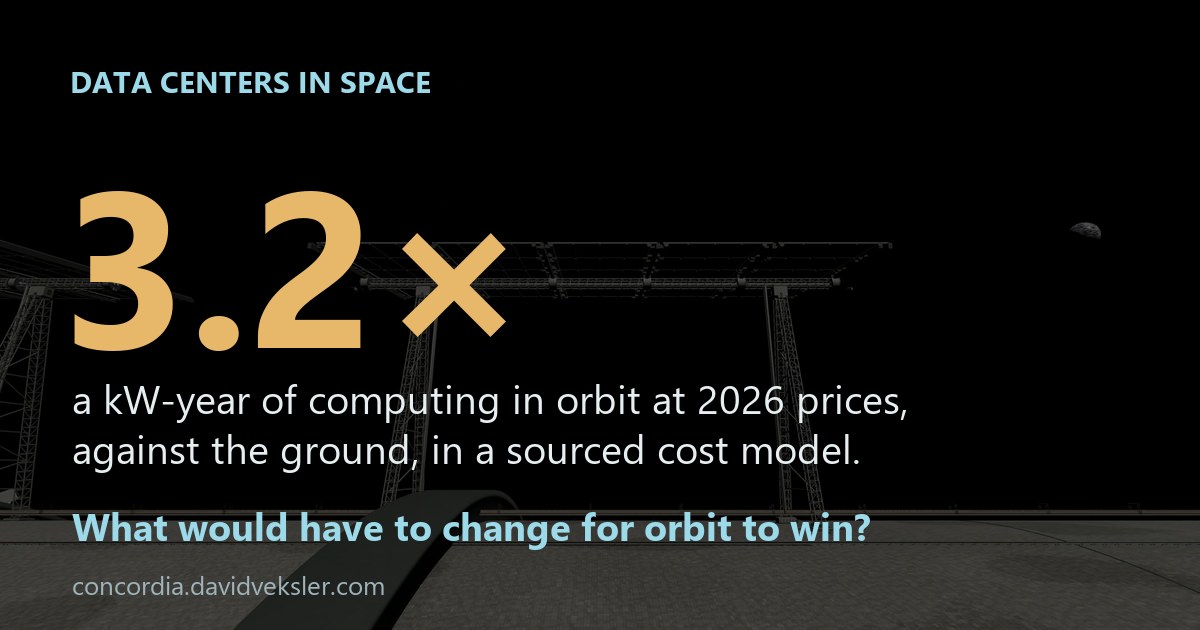 DATA CENTERS IN SPACE
3.2×
a kW-year of computing in orbit at 2026 prices,
against the ground, in a sourced cost model.
What would have to change for orbit to win?
concordia.davidveksler.com